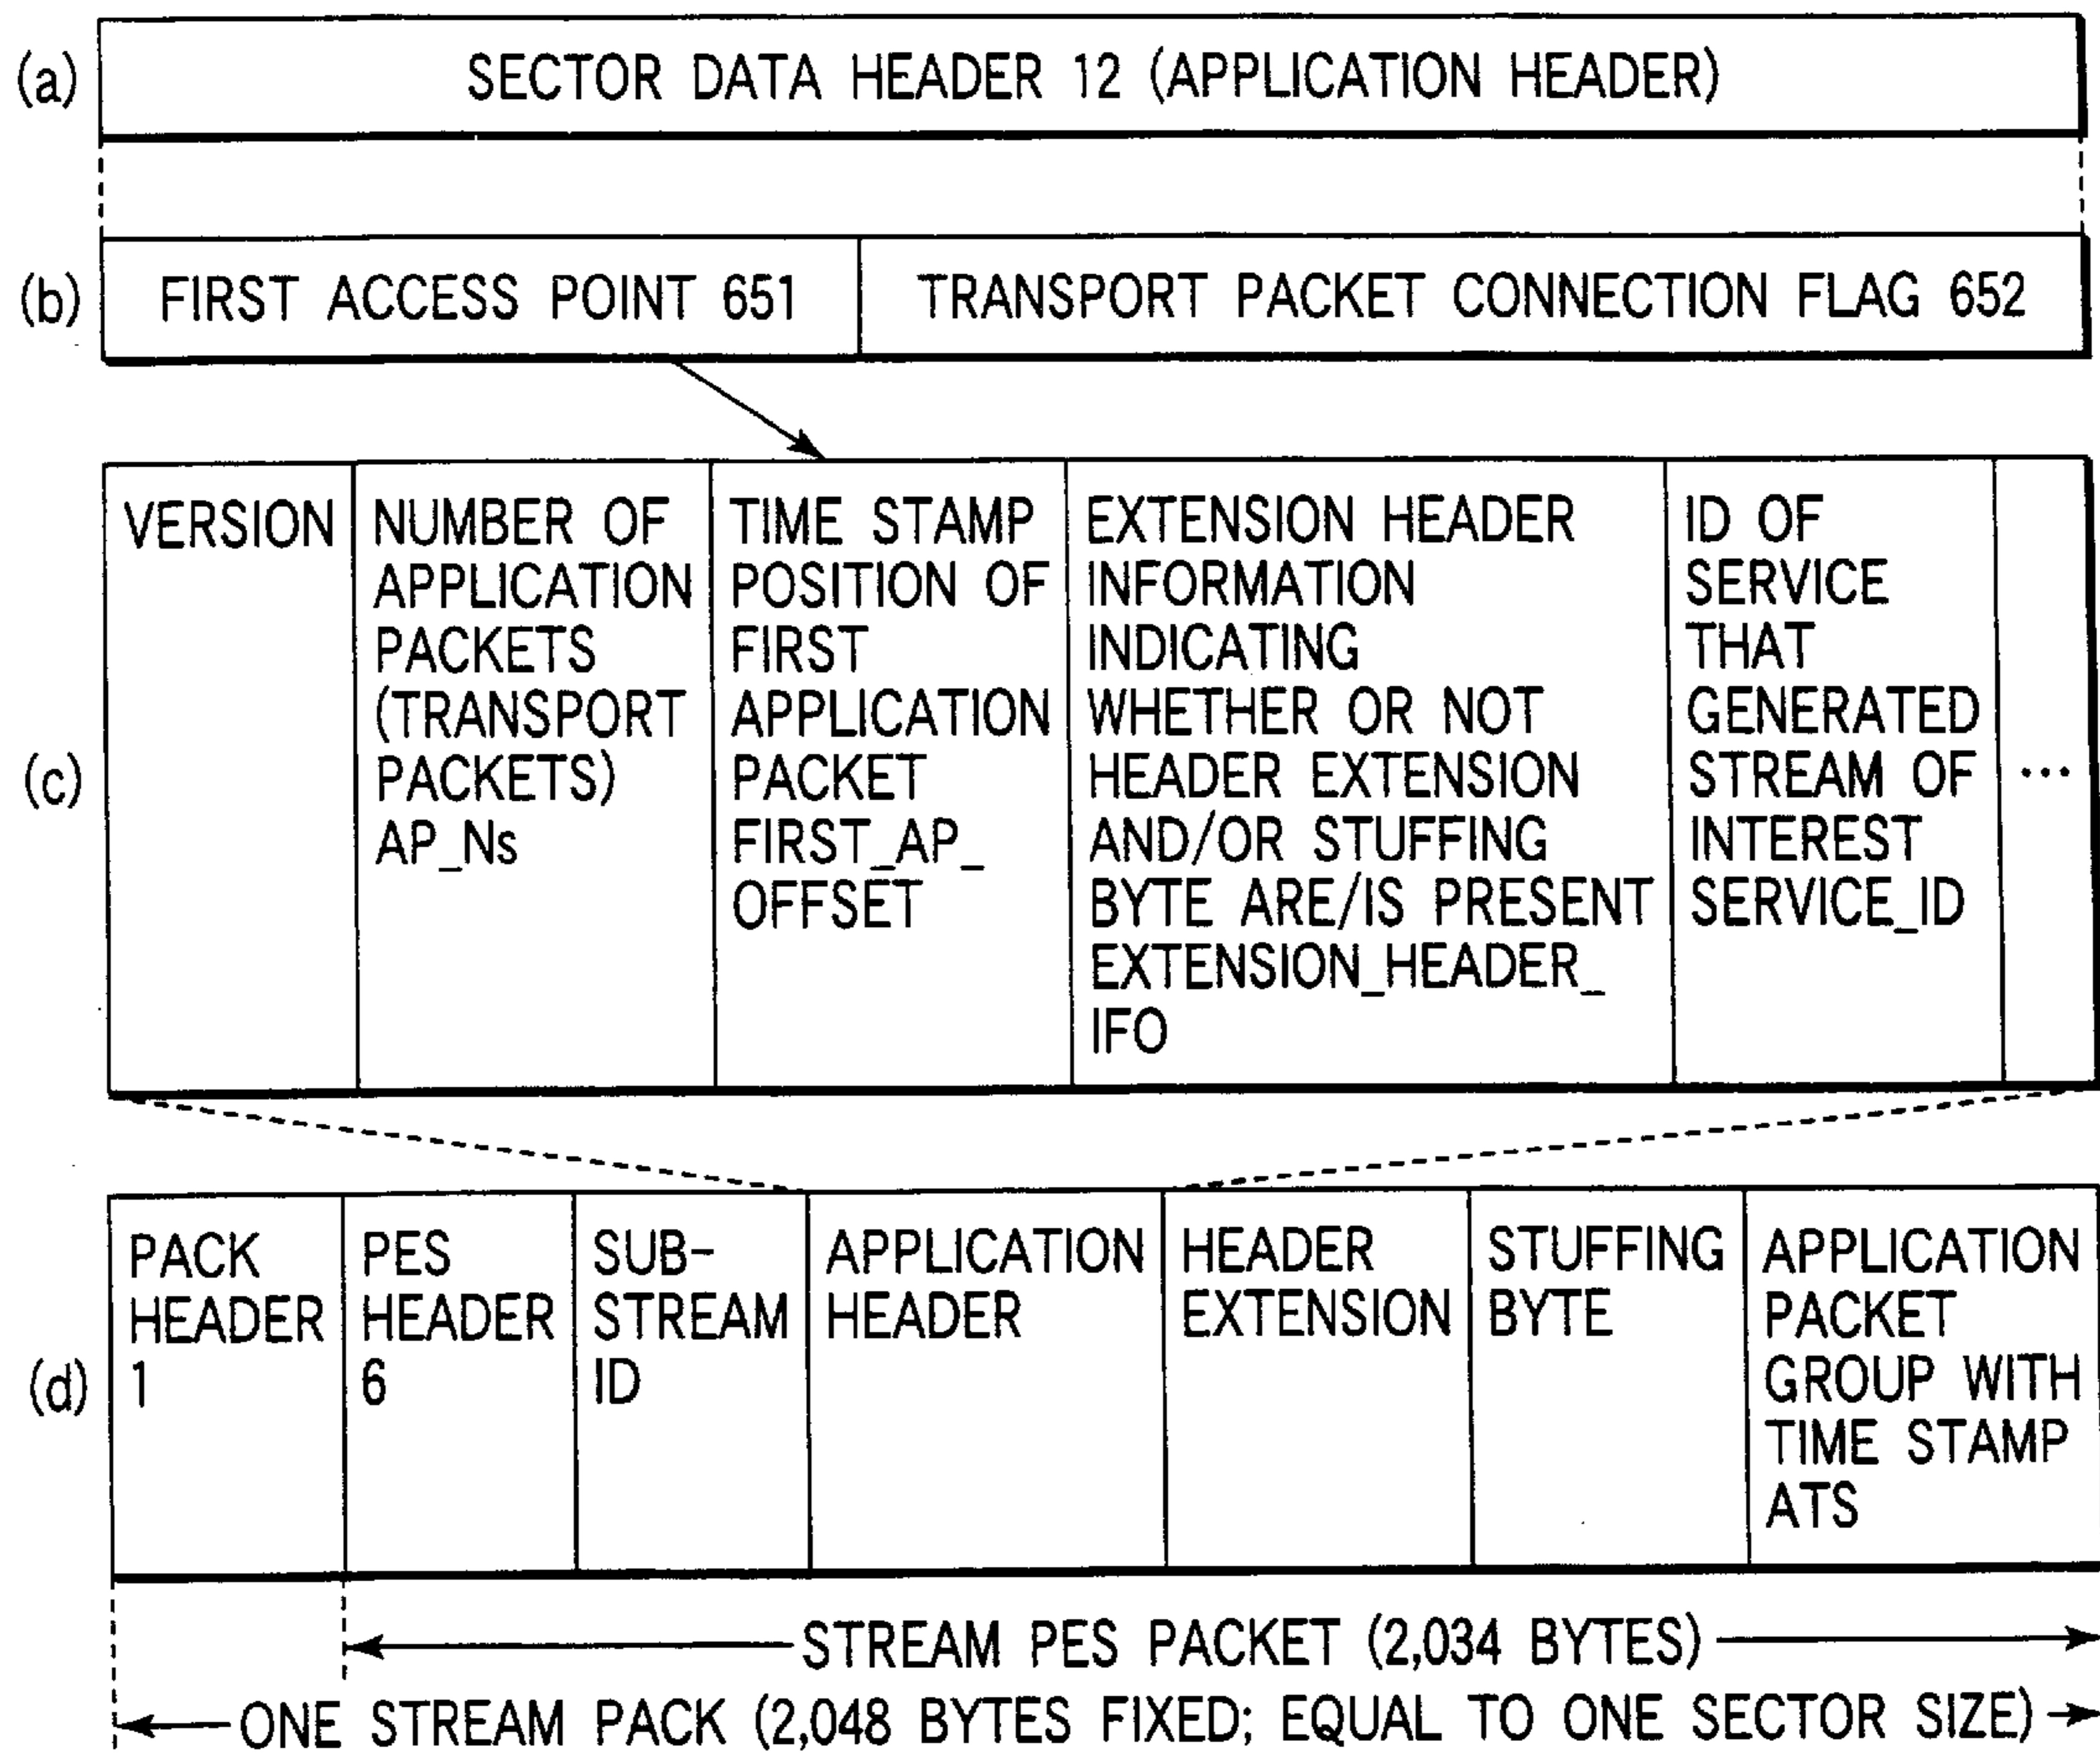 (a)
SECTOR DATA HEADER 12 (APPLICATION HEADER)
(b)
FIRST ACCESS POINT 651
TRANSPORT PACKET CONNECTION FLAG 652
(c)
VERSION
NUMBER OF
APPLICATION
PACKETS
(TRANSPORT
PACKETS)
AP_Ns
TIME STAMP
POSITION OF
FIRST
APPLICATION
PACKET
FIRST_AP_
OFFSET
EXTENSION HEADER
INFORMATION
INDICATING
WHETHER OR NOT
HEADER EXTENSION
AND/OR STUFFING
BYTE ARE/IS PRESENT
EXTENSION_HEADER_
IFO
ID OF
SERVICE
THAT
GENERATED
STREAM OF
INTEREST
SERVICE_ID
...
(d)
PACK
HEADER
1
PES
HEADER
6
SUB-
STREAM
ID
APPLICATION
HEADER
HEADER
EXTENSION
STUFFING
BYTE
APPLICATION
PACKET
GROUP WITH
TIME STAMP
ATS
STREAM PES PACKET (2,034 BYTES)
ONE STREAM PACK (2,048 BYTES FIXED; EQUAL TO ONE SECTOR SIZE)